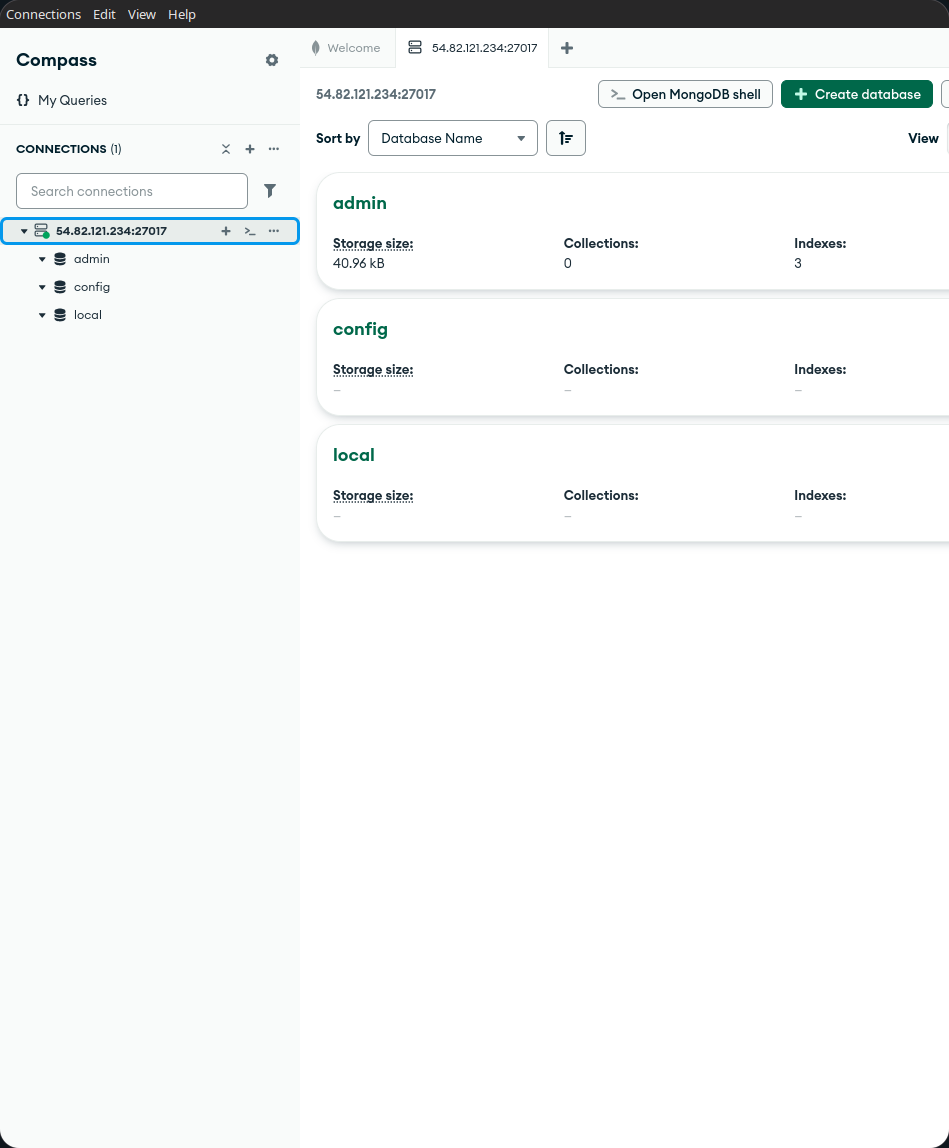 Connections Edit View Help
Compass
{} My Queries
CONNECTIONS (1)
Search connections
54.82.121.234:27017
admin
config
local
Welcome
54.82.121.234:27017
54.82.121.234:27017
>_ Open MongoDB shell
+ Create database
Sort by
Database Name
View
admin
Storage size: Collections: Indexes:
40.96 kB 0 3
config
Storage size: Collections: Indexes:
– – –
local
Storage size: Collections: Indexes:
– – –